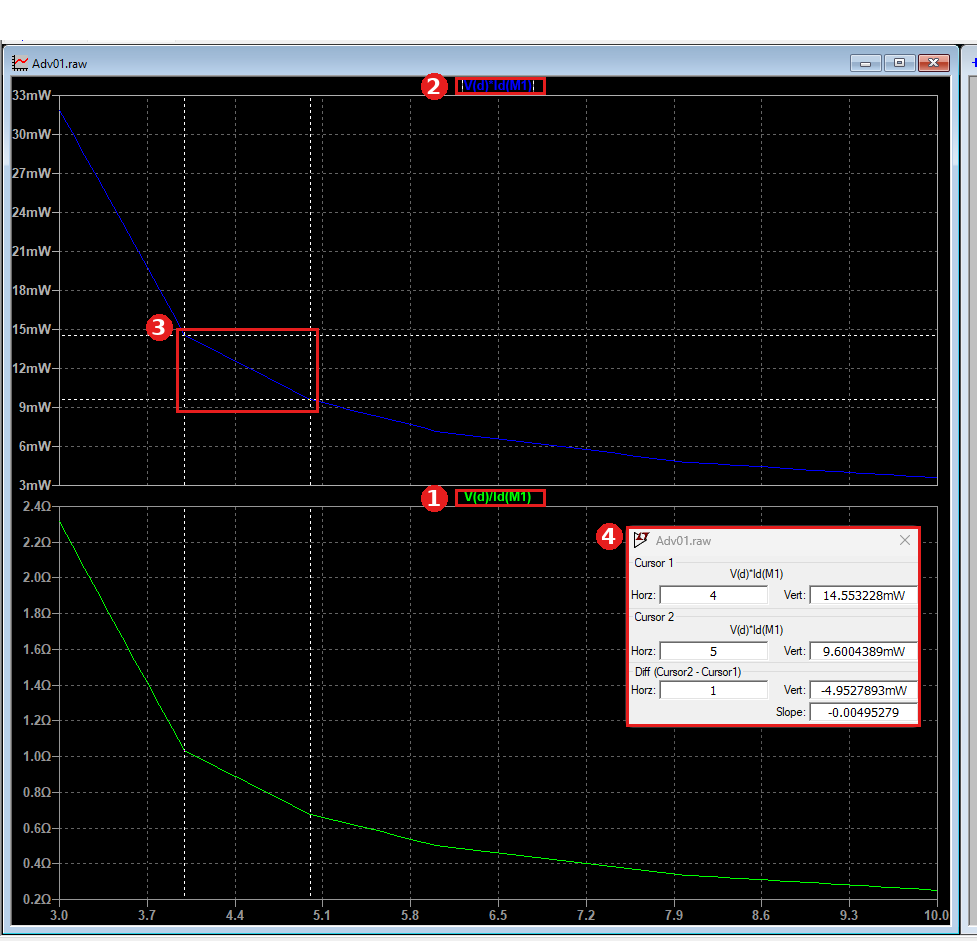 Adv01.raw
2
V(d)*Id(M1)
33mW
30mW
27mW
24mW
21mW
18mW
15mW
3
12mW
9mW
6mW
3mW
1
V(d)/Id(M1)
2.4Ω
2.2Ω
2.0Ω
1.8Ω
1.6Ω
1.4Ω
1.2Ω
1.0Ω
0.8Ω
0.6Ω
0.4Ω
0.2Ω
3.0 3.7 4.4 5.1 5.8 6.5 7.2 7.9 8.6 9.3 10.0
4
Adv01.raw
Cursor 1
V(d)*Id(M1)
Horz: 4 Vert: 14.553228mW
Cursor 2
V(d)*Id(M1)
Horz: 5 Vert: 9.6004389mW
Diff (Cursor2 - Cursor1)
Horz: 1 Vert: -4.9527893mW
Slope: -0.00495279